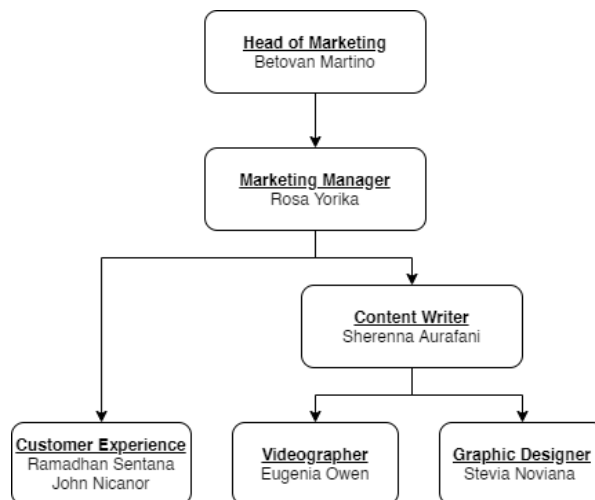 Head of Marketing
Betovan Martino
Marketing Manager
Rosa Yorika
Content Writer
Sherenna Aurafani
Customer Experience
Ramadhan Sentana
John Nicanor
Videographer
Eugenia Owen
Graphic Designer
Stevia Noviana